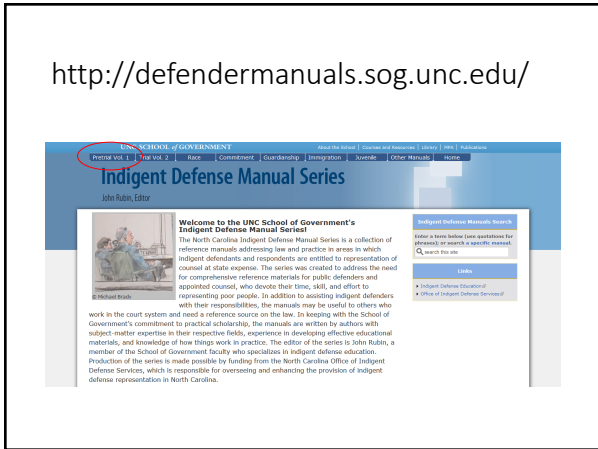 http://defendermanuals.sog.unc.edu/
UNC SCHOOL of GOVERNMENT
About the School | Courses and Resources | Library | MPA | Publications
Pretrial Vol. 1 Trial Vol. 2 Race Commitment Guardianship Immigration Juvenile Other Manuals Home
Indigent Defense Manual Series
John Rubin, Editor
Welcome to the UNC School of Government's
Indigent Defense Manual Series!
The North Carolina Indigent Defense Manual Series is a collection of
reference manuals addressing law and practice in areas in which
indigent defendants and respondents are entitled to representation of
counsel at state expense. The series was created to address the need
for comprehensive reference materials for public defenders and
appointed counsel, who devote their time, skill, and effort to
representing poor people. In addition to assisting indigent defenders
with their responsibilities, the manuals may be useful to others who
work in the court system and need a reference source on the law. In keeping with the School of
Government's commitment to practical scholarship, the manuals are written by authors with
subject-matter expertise in their respective fields, experience in developing effective educational
materials, and knowledge of how things work in practice. The editor of the series is John Rubin, a
member of the School of Government faculty who specializes in indigent defense education.
Production of the series is made possible by funding from the North Carolina Office of Indigent
Defense Services, which is responsible for overseeing and enhancing the provision of indigent
defense representation in North Carolina.
© Michael Brady
Indigent Defense Manuals Search
Enter a term below (use quotations for
phrases); or search a specific manual.
search this site
Links
Indigent Defense Education
Office of Indigent Defense Services